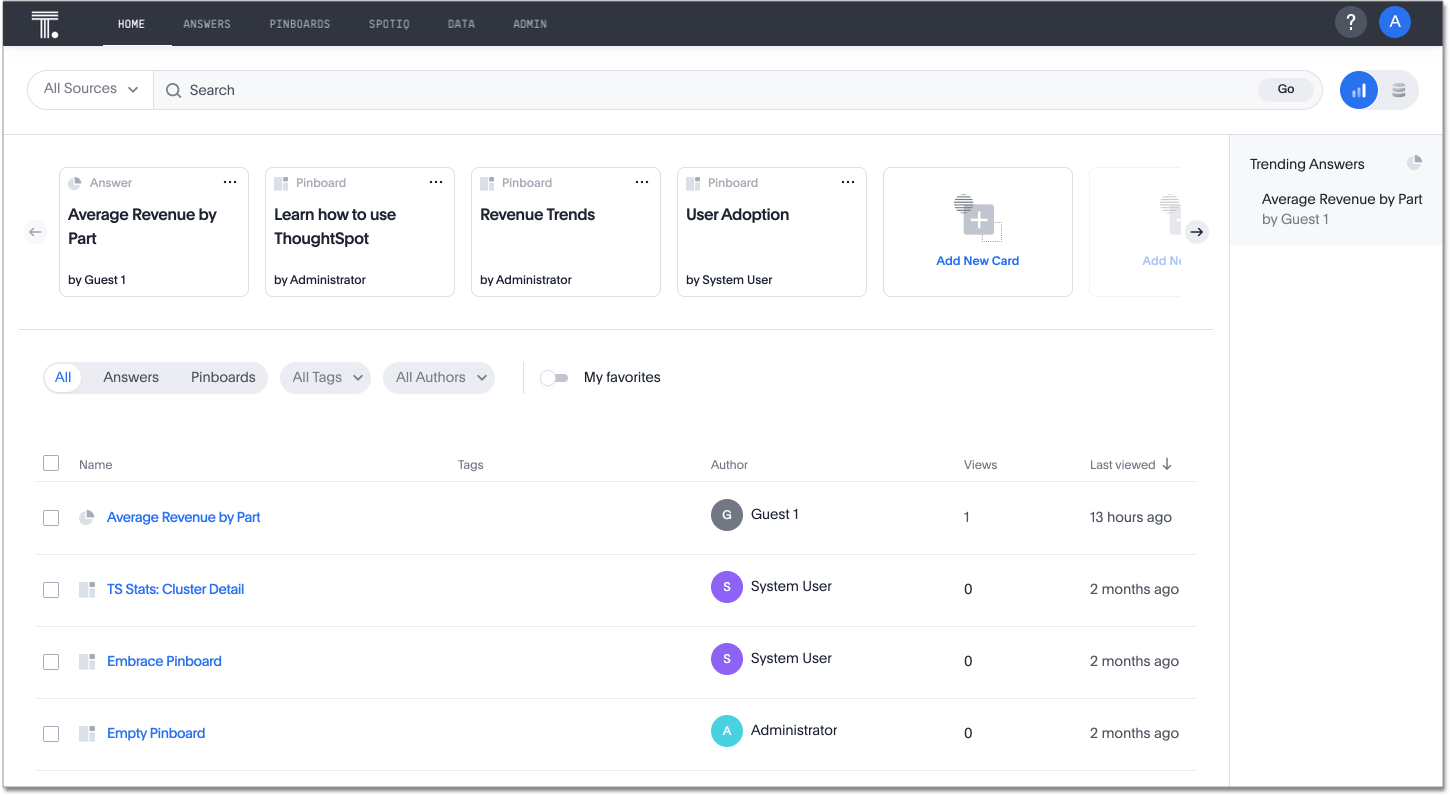 T.
HOME ANSWERS PINBOARDS SPOTIQ DATA ADMIN
? A
All Sources Search Go
Answer ...
Average Revenue by
Part
by Guest 1
Pinboard ...
Learn how to use
ThoughtSpot
by Administrator
Pinboard ...
Revenue Trends
by Administrator
Pinboard ...
User Adoption
by System User
Add New Card
Add Ne
Trending Answers
Average Revenue by Part
by Guest 1
All Answers Pinboards All Tags All Authors My favorites
Name Tags Author Views Last viewed
Average Revenue by Part G Guest 1 1 13 hours ago
TS Stats: Cluster Detail S System User 0 2 months ago
Embrace Pinboard S System User 0 2 months ago
Empty Pinboard A Administrator 0 2 months ago